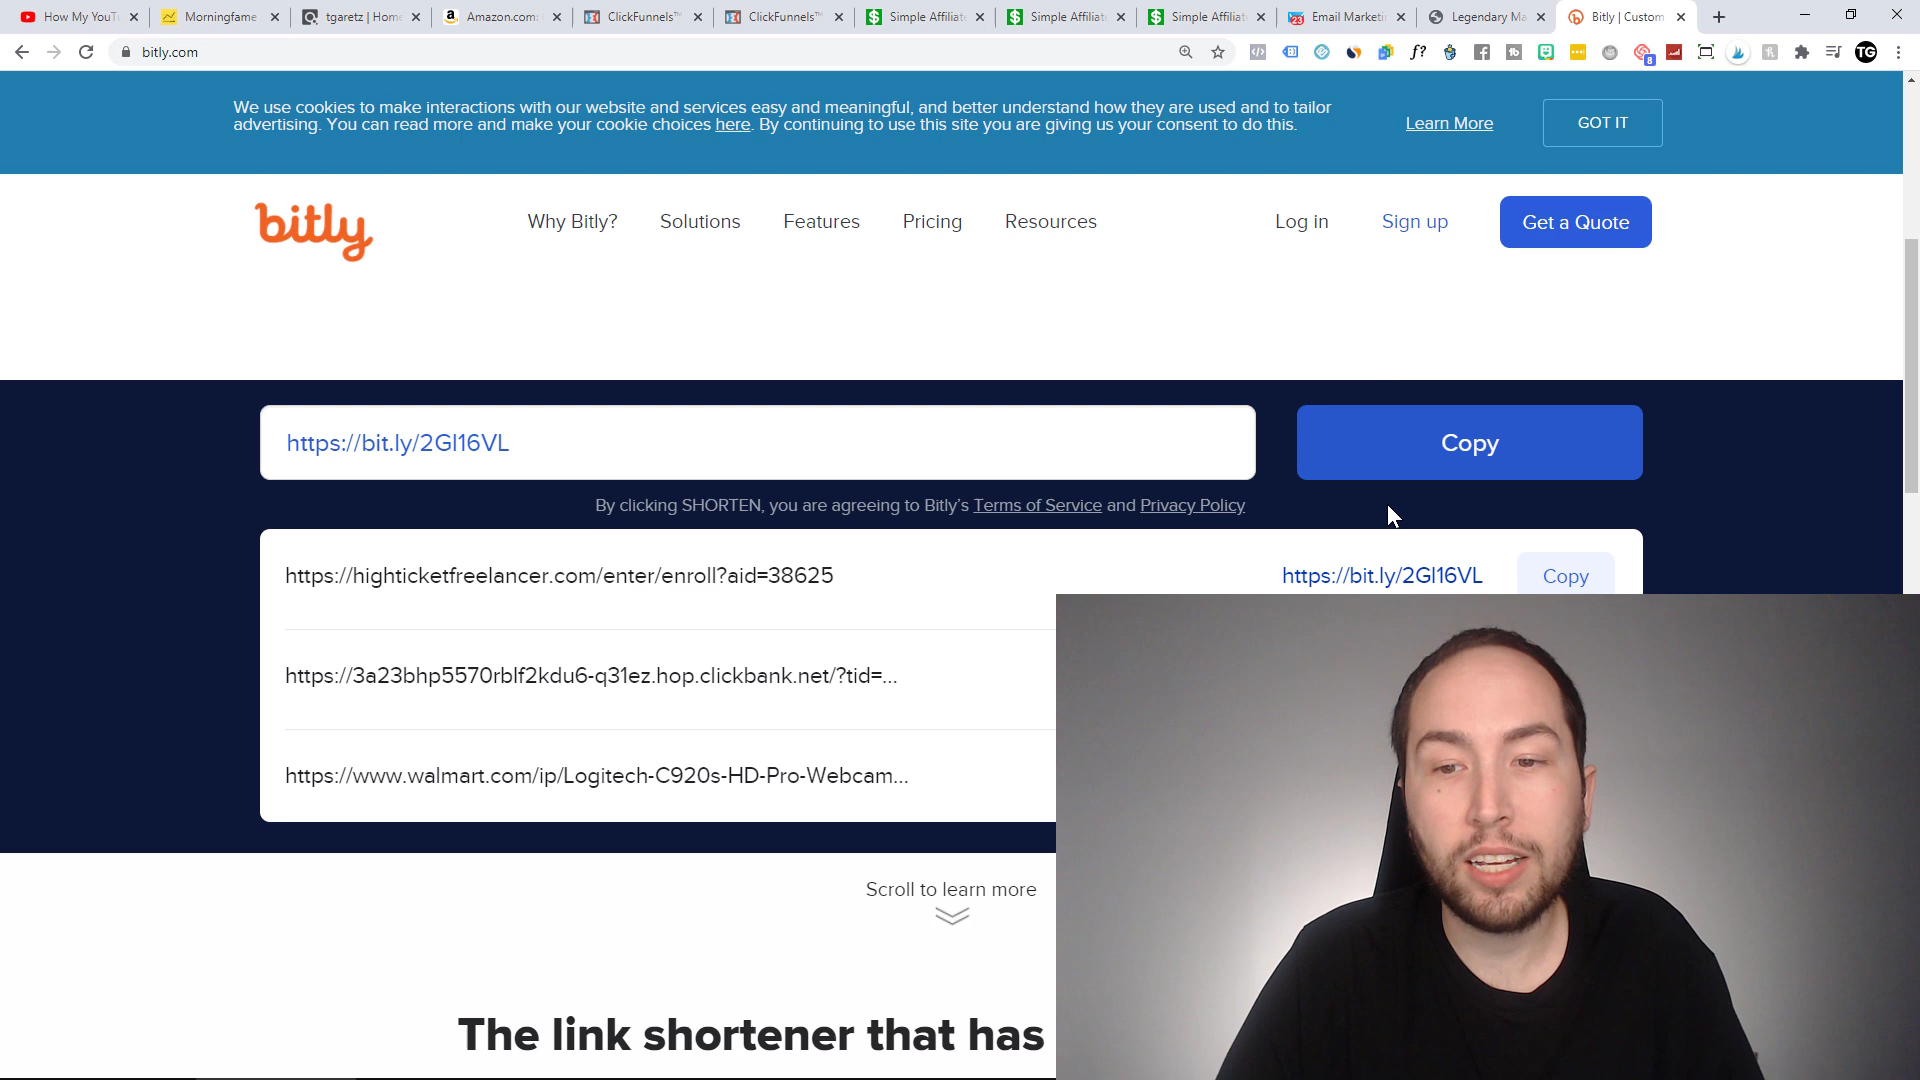 How My YouT
Morningfame
tgaretz | Home
Amazon.com:
ClickFunnels™
ClickFunnels™
Simple Affiliate
Simple Affiliate
Simple Affiliat
Email Marketin
Legendary Ma
Bitly | Custom
bitly.com
TG
We use cookies to make interactions with our website and services easy and meaningful, and better understand how they are used and to tailor
advertising. You can read more and make your cookie choices here. By continuing to use this site you are giving us your consent to do this.
Learn More
GOT IT
bitly
Why Bitly?
Solutions
Features
Pricing
Resources
Log in
Sign up
Get a Quote
https://bit.ly/2GI16VL
Copy
By clicking SHORTEN, you are agreeing to Bitly’s Terms of Service and Privacy Policy
https://highticketfreelancer.com/enter/enroll?aid=38625
https://bit.ly/2GI16VL
Copy
https://3a23bhp5570rblf2kdu6-q31ez.hop.clickbank.net/?tid=...
https://www.walmart.com/ip/Logitech-C920s-HD-Pro-Webcam...
Scroll to learn more
The link shortener that has